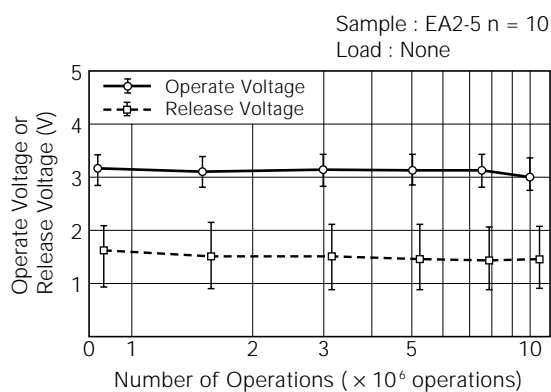 Sample : EA2-5 n = 10
Load : None
Operate Voltage
Release Voltage
Operate Voltage or
Release Voltage (V)
5
4
3
2
1
0 1 2 3 5 10
Number of Operations ( × 10⁶ operations)